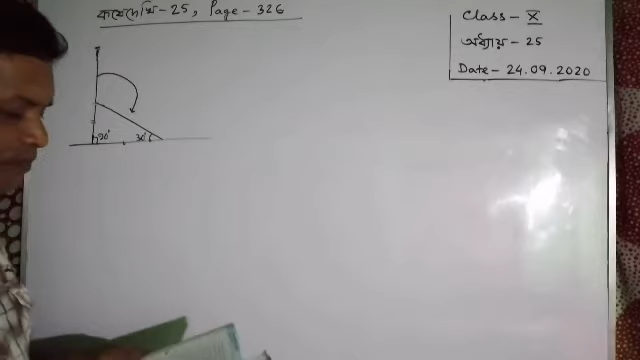 কষে দেখি - 25, Page - 326
Class - X
অধ্যায় - 25
Date - 24.09.2020
90°
30°